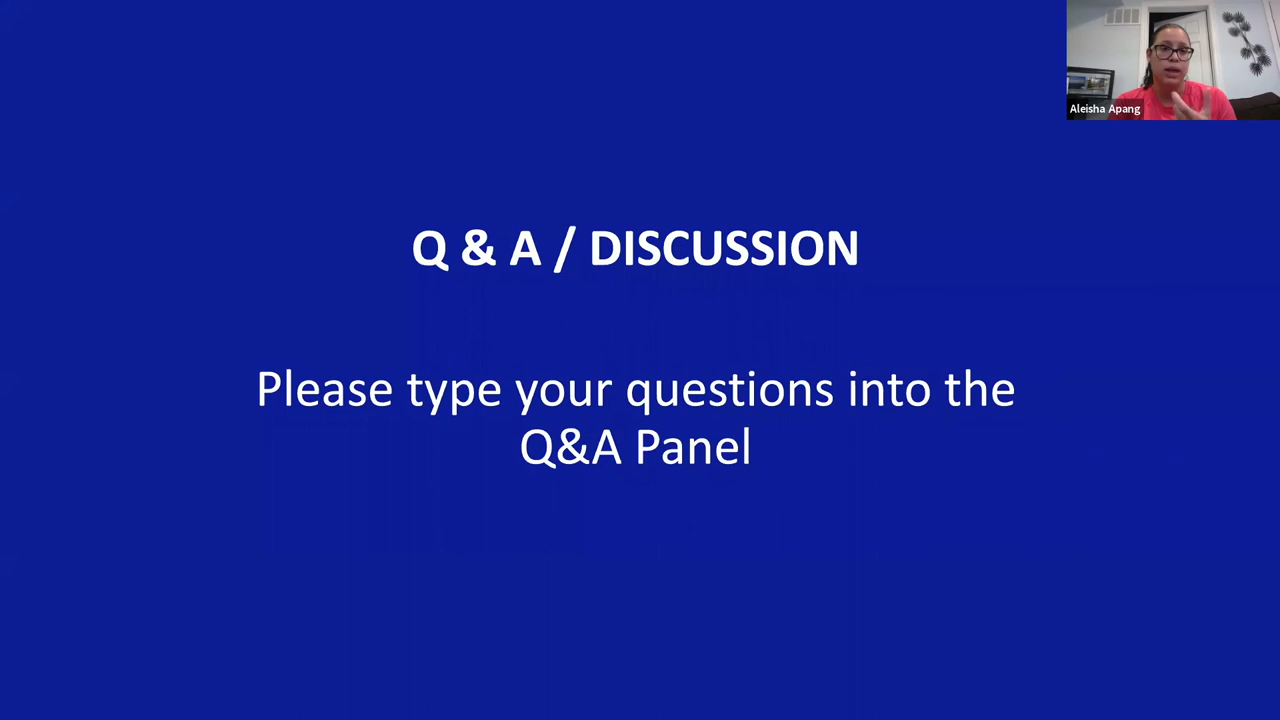 Aleisha Apang
Q & A / DISCUSSION
Please type your questions into the
Q&A Panel